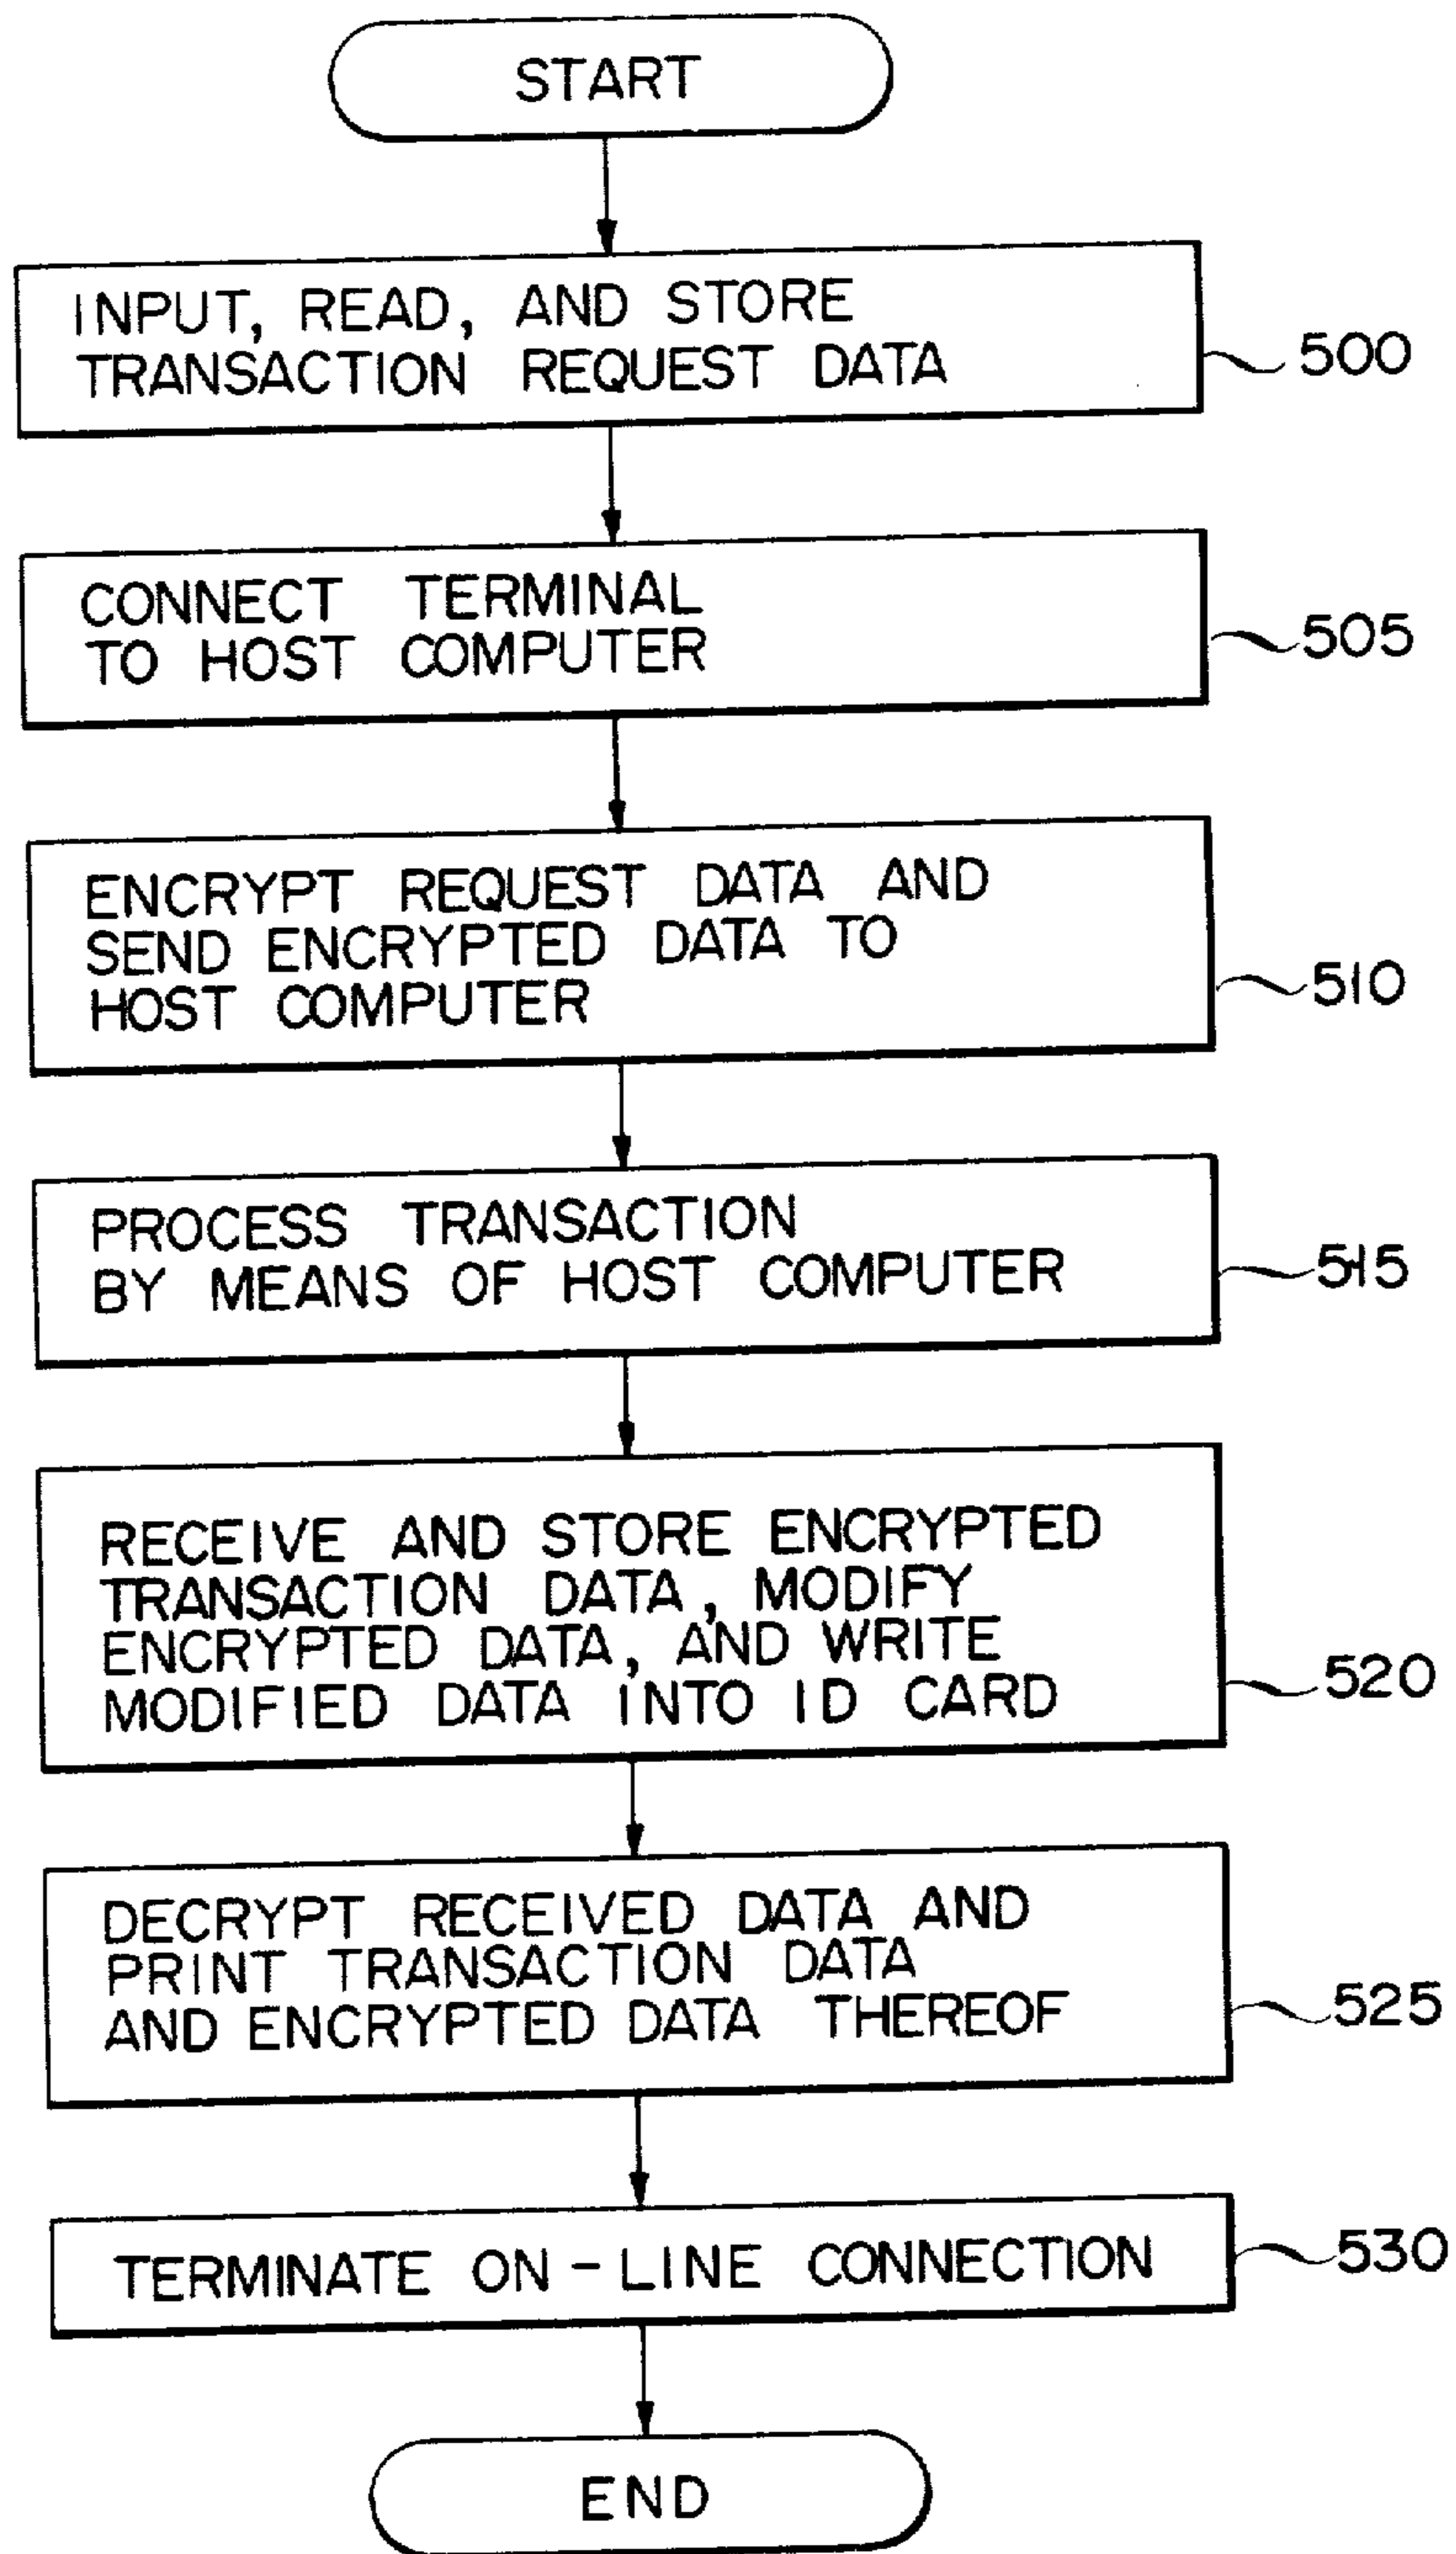 START
INPUT, READ, AND STORE
TRANSACTION REQUEST DATA
500
CONNECT TERMINAL
TO HOST COMPUTER
505
ENCRYPT REQUEST DATA AND
SEND ENCRYPTED DATA TO
HOST COMPUTER
510
PROCESS TRANSACTION
BY MEANS OF HOST COMPUTER
515
RECEIVE AND STORE ENCRYPTED
TRANSACTION DATA, MODIFY
ENCRYPTED DATA, AND WRITE
MODIFIED DATA INTO ID CARD
520
DECRYPT RECEIVED DATA AND
PRINT TRANSACTION DATA
AND ENCRYPTED DATA THEREOF
525
TERMINATE ON-LINE CONNECTION
530
END